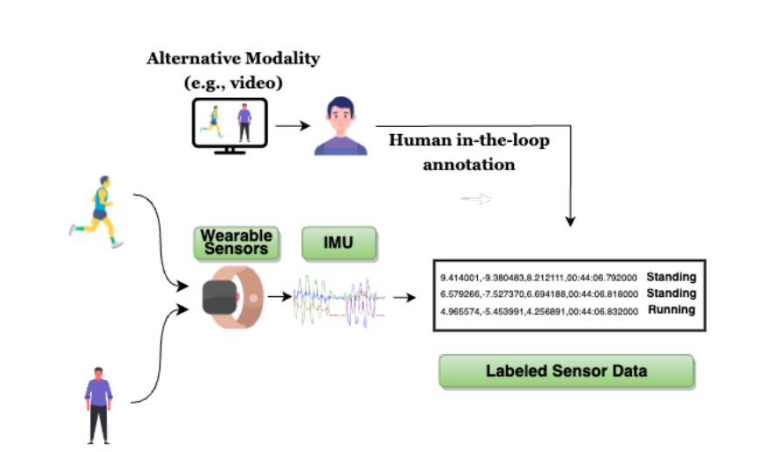 Alternative Modality
(e.g., video)
Human in-the-loop
annotation
Wearable
Sensors
IMU
9.414001,-9.380483,8.212111,00:44:06.792000 Standing
6.579266,-7.527370,6.694188,00:44:06.818000 Standing
4.965574,-5.453991,4.256891,00:44:06.832000 Running
Labeled Sensor Data